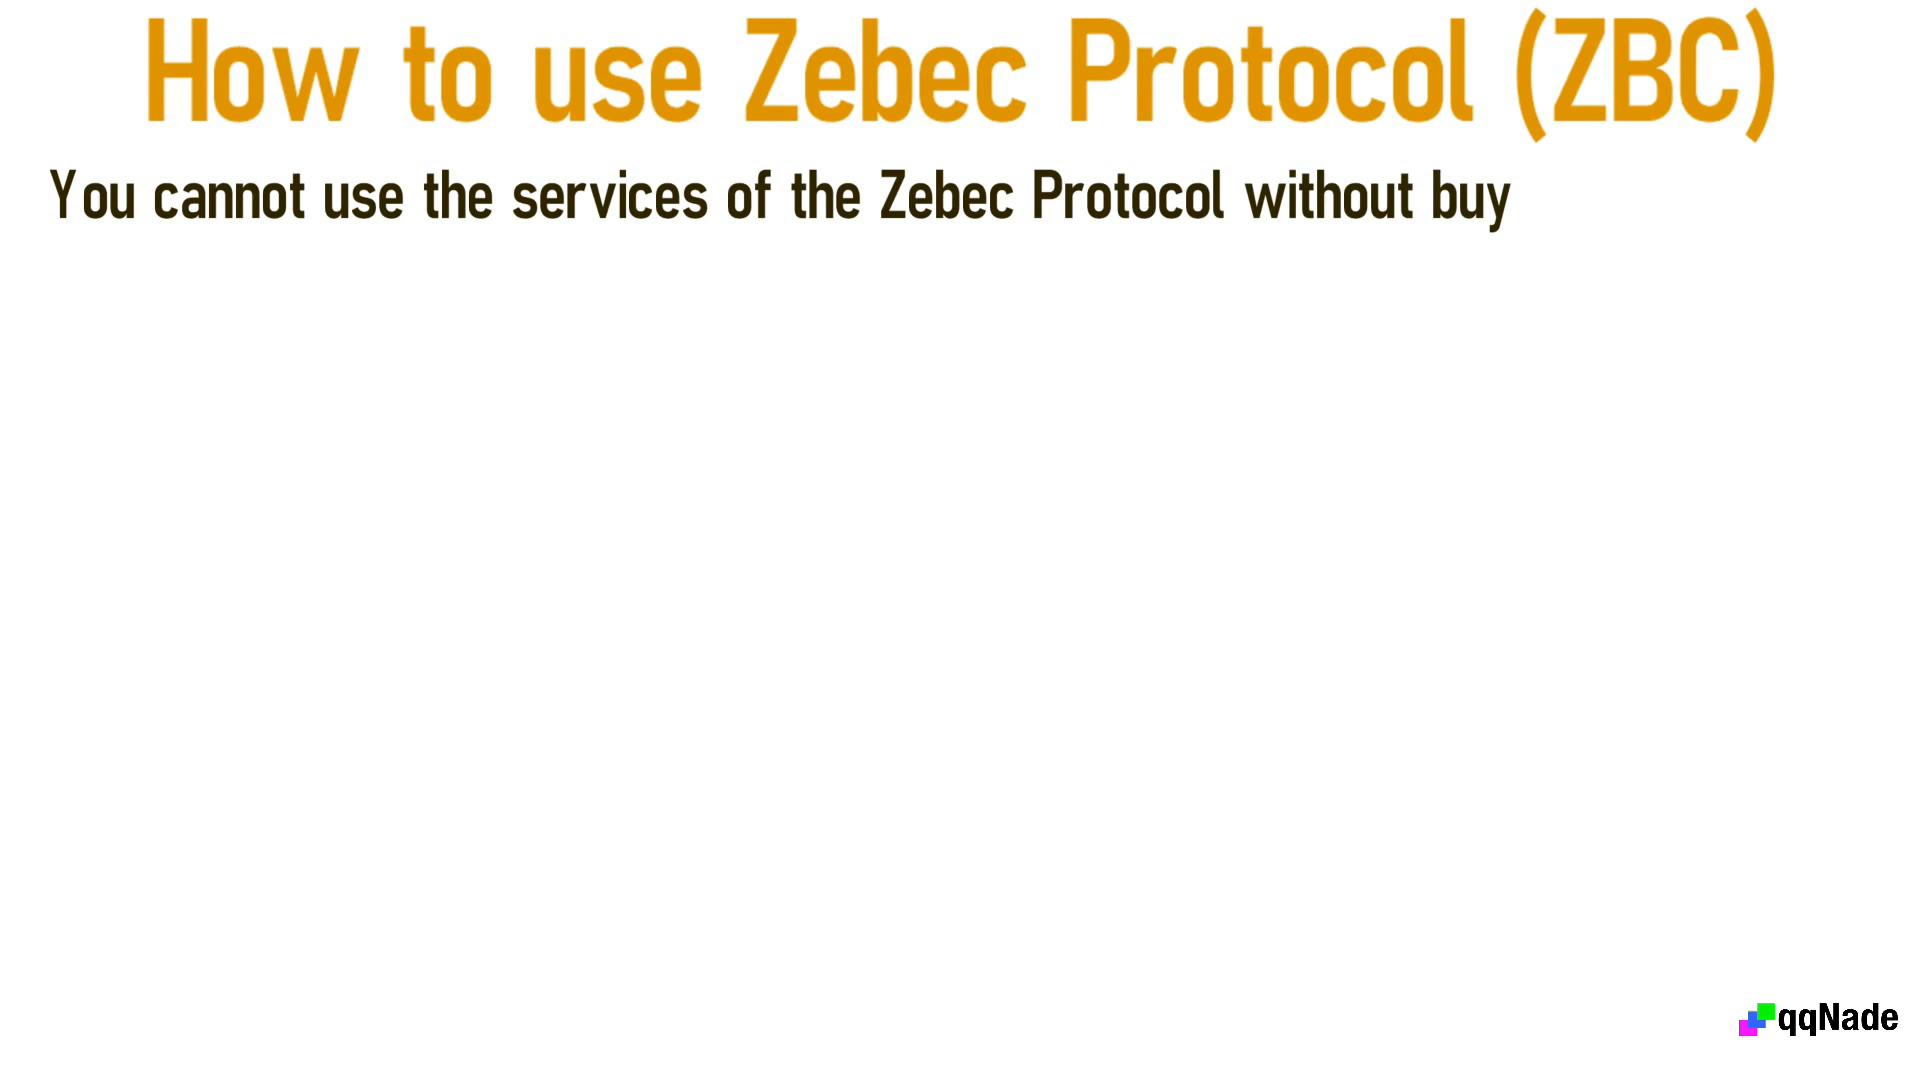 How to use Zebec Protocol (ZBC)
You cannot use the services of the Zebec Protocol without buy
qqNade